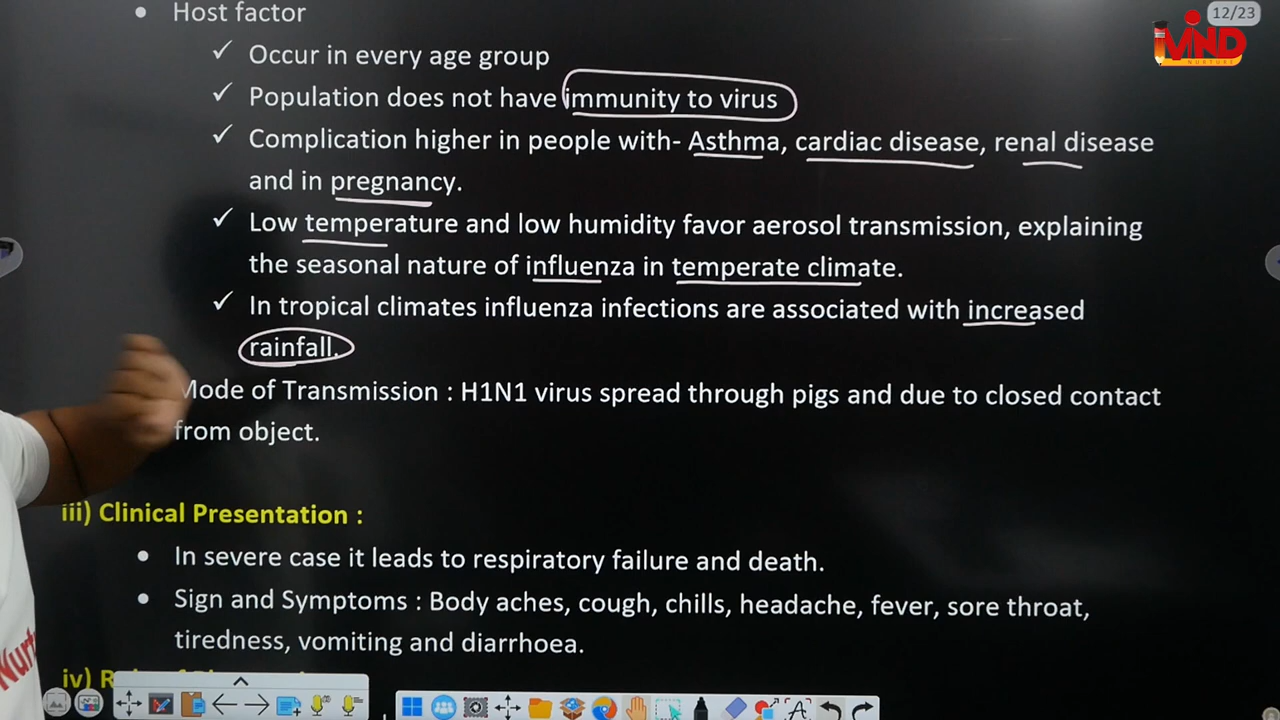 Host factor
12/23
MIND
NURTURE
Occur in every age group
Population does not have immunity to virus
Complication higher in people with- Asthma, cardiac disease, renal disease
and in pregnancy.
Low temperature and low humidity favor aerosol transmission, explaining
the seasonal nature of influenza in temperate climate.
In tropical climates influenza infections are associated with increased
rainfall.
Mode of Transmission : H1N1 virus spread through pigs and due to closed contact
from object.
iii) Clinical Presentation :
In severe case it leads to respiratory failure and death.
Sign and Symptoms : Body aches, cough, chills, headache, fever, sore throat,
tiredness, vomiting and diarrhoea.
iv)